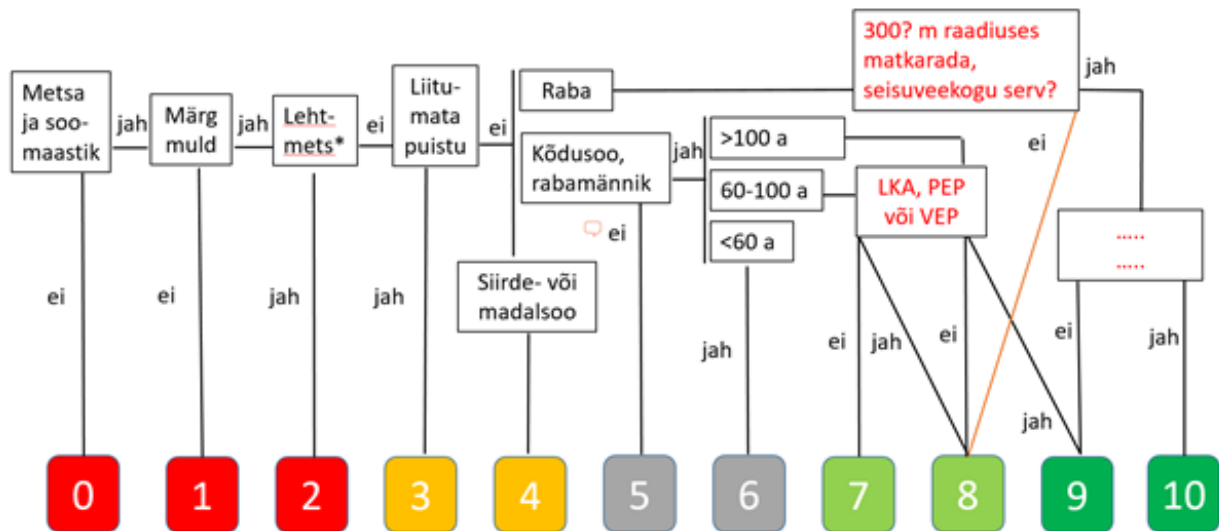 Metsa
ja soo-
maastik
jah
ei
Märg
muld
jah
ei
Leht-
mets*
ei
jah
Liitu-
mata
puistu
ei
jah
Raba
Kõdusoo,
rabamännik
jah
ei
Siirde- või
madalsoo
>100 a
60-100 a
<60 a
jah
LKA, PEP
või VEP
ei
jah
ei
jah
300? m raadiuses
matkarada,
seisuveekogu serv?
jah
ei
.....
.....
ei
jah
0
1
2
3
4
5
6
7
8
9
10